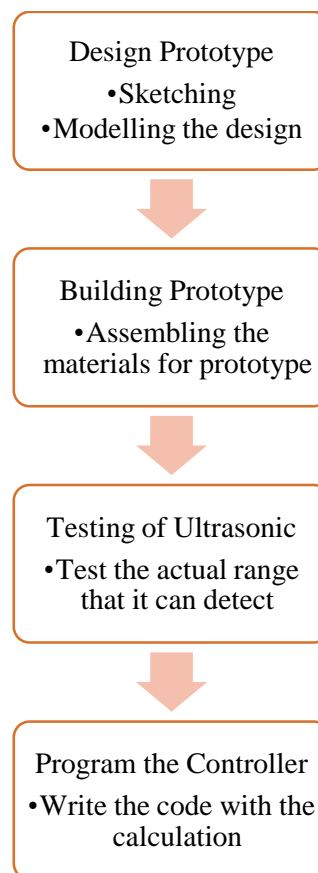 Design Prototype
•Sketching
•Modelling the design
Building Prototype
•Assembling the
materials for prototype
Testing of Ultrasonic
•Test the actual range
that it can detect
Program the Controller
•Write the code with the
calculation